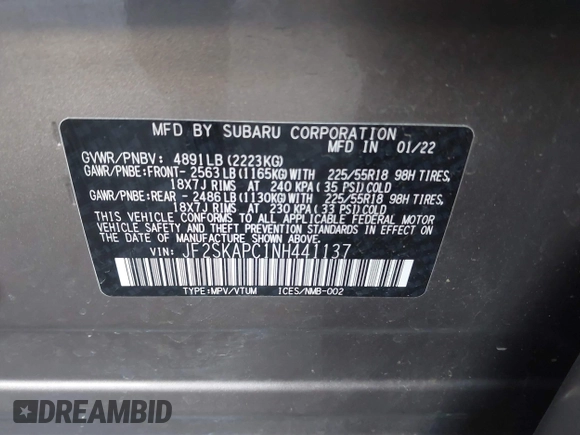 MFD BY SUBARU CORPORATION
MFD IN 01/22
GVWR/PNBV: 4891LB(2223KG)
GAWR/PNBE:FRONT- 2563LB(1165KG)WITH 225/55R18 98H TIRES,
18X7J RIMS AT 240 KPA(35 PSI)COLD
GAWR/PNBE:REAR - 2486LB(1130KG)WITH 225/55R18 98H TIRES,
18X7J RIMS AT 230 KPA(33 PSI)COLD
THIS VEHICLE CONFORMS TO ALL APPLICABLE FEDERAL MOTOR
VEHICLE SAFETY AND THEFT PREVENTION STANDARDS IN EFFECT
ON THE DATE OF MANUFACTURE SHOWN ABOVE.
VIN: JF2SKAPC1NH441137
TYPE:MPV/VTUM ICES/NMB-002
DREAMBID